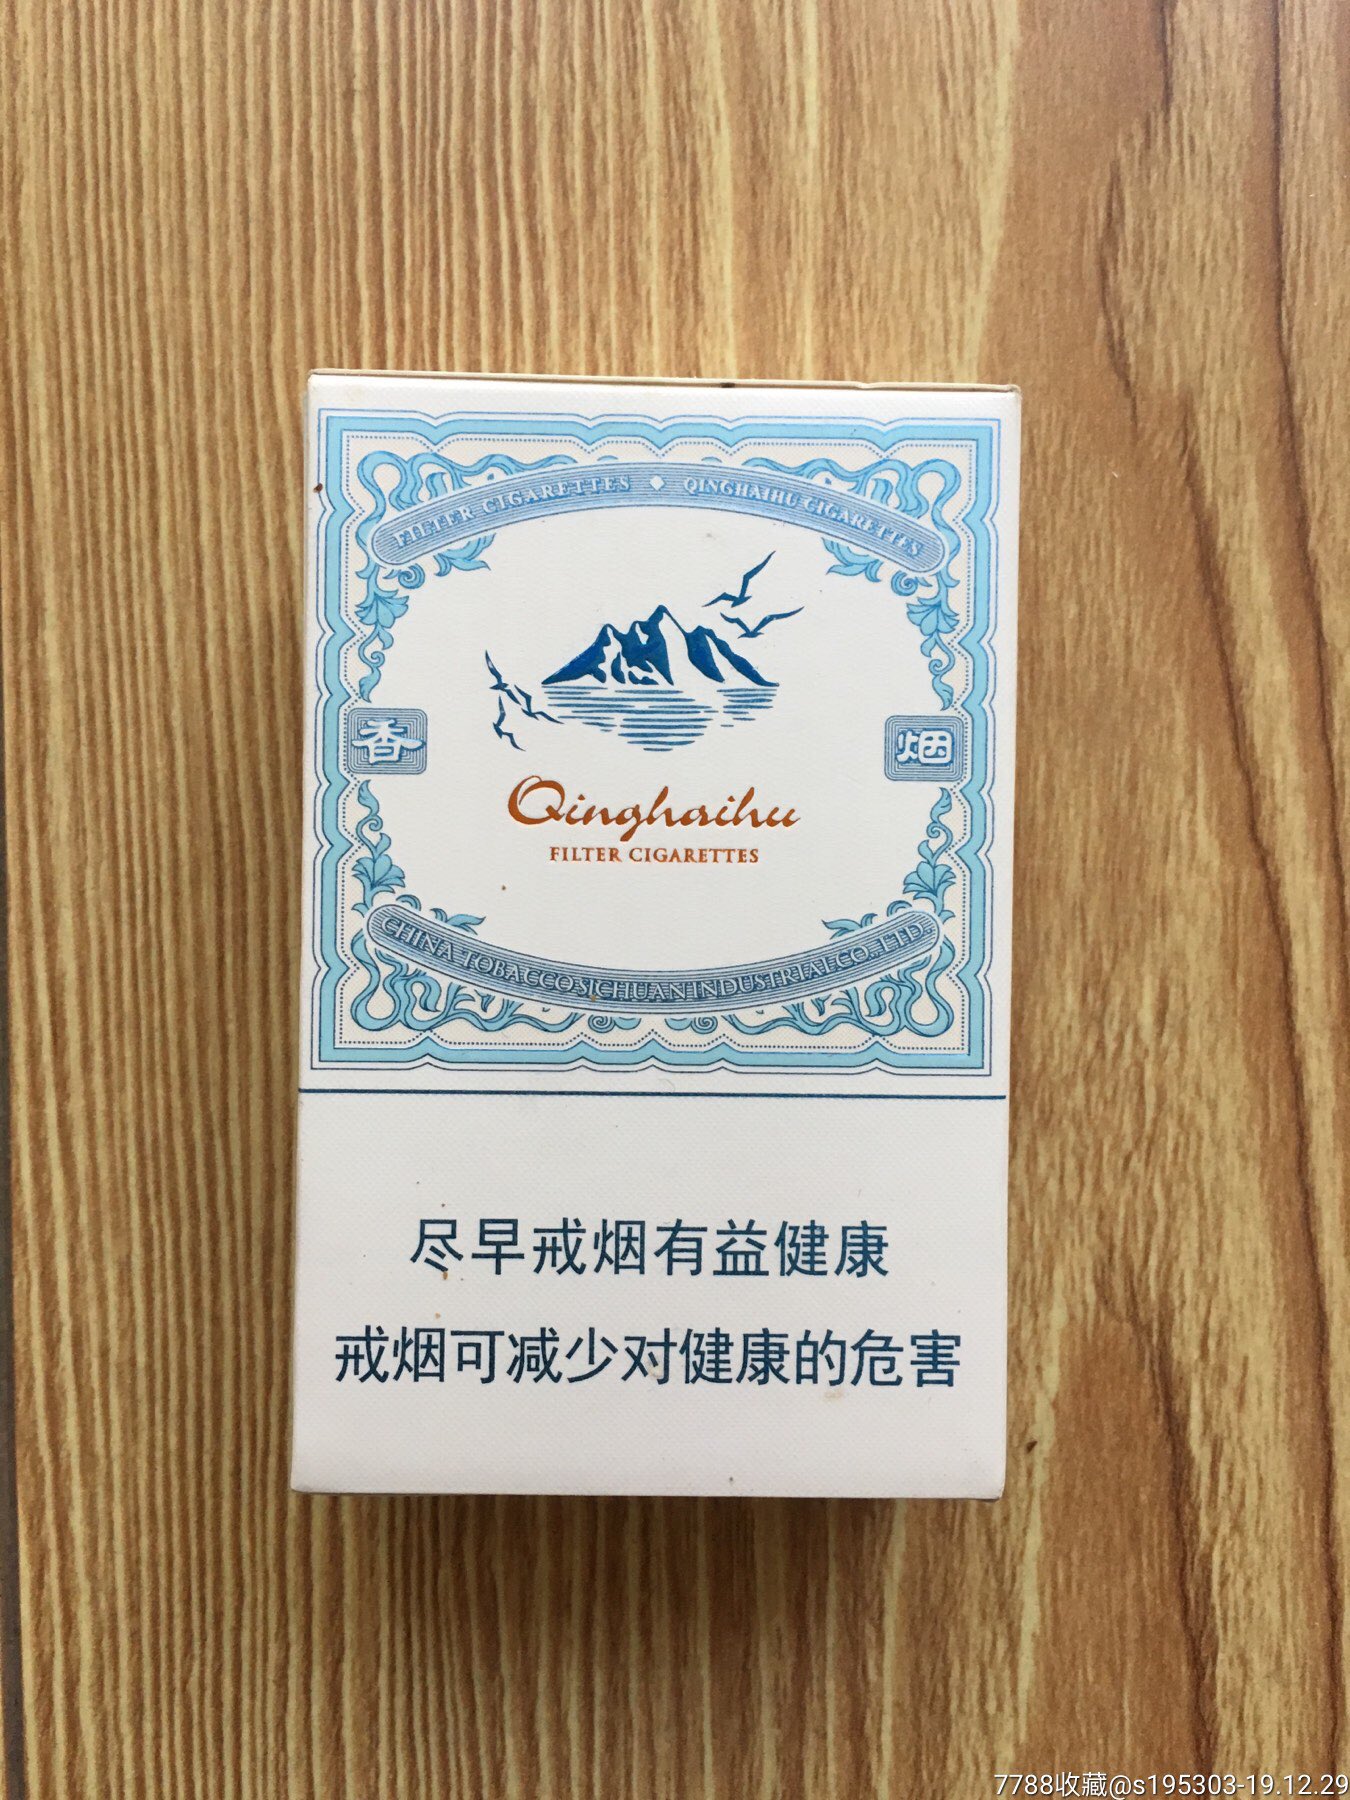 FILTER CIGARETTES ◆ QINGHAIHU CIGARETTES
香 烟
Qinghaihu
FILTER CIGARETTES
CHINA TOBACCO SICHUAN INDUSTRIAL CO.,LTD.
尽早戒烟有益健康
戒烟可减少对健康的危害
7788收藏@s195303-19.12.29